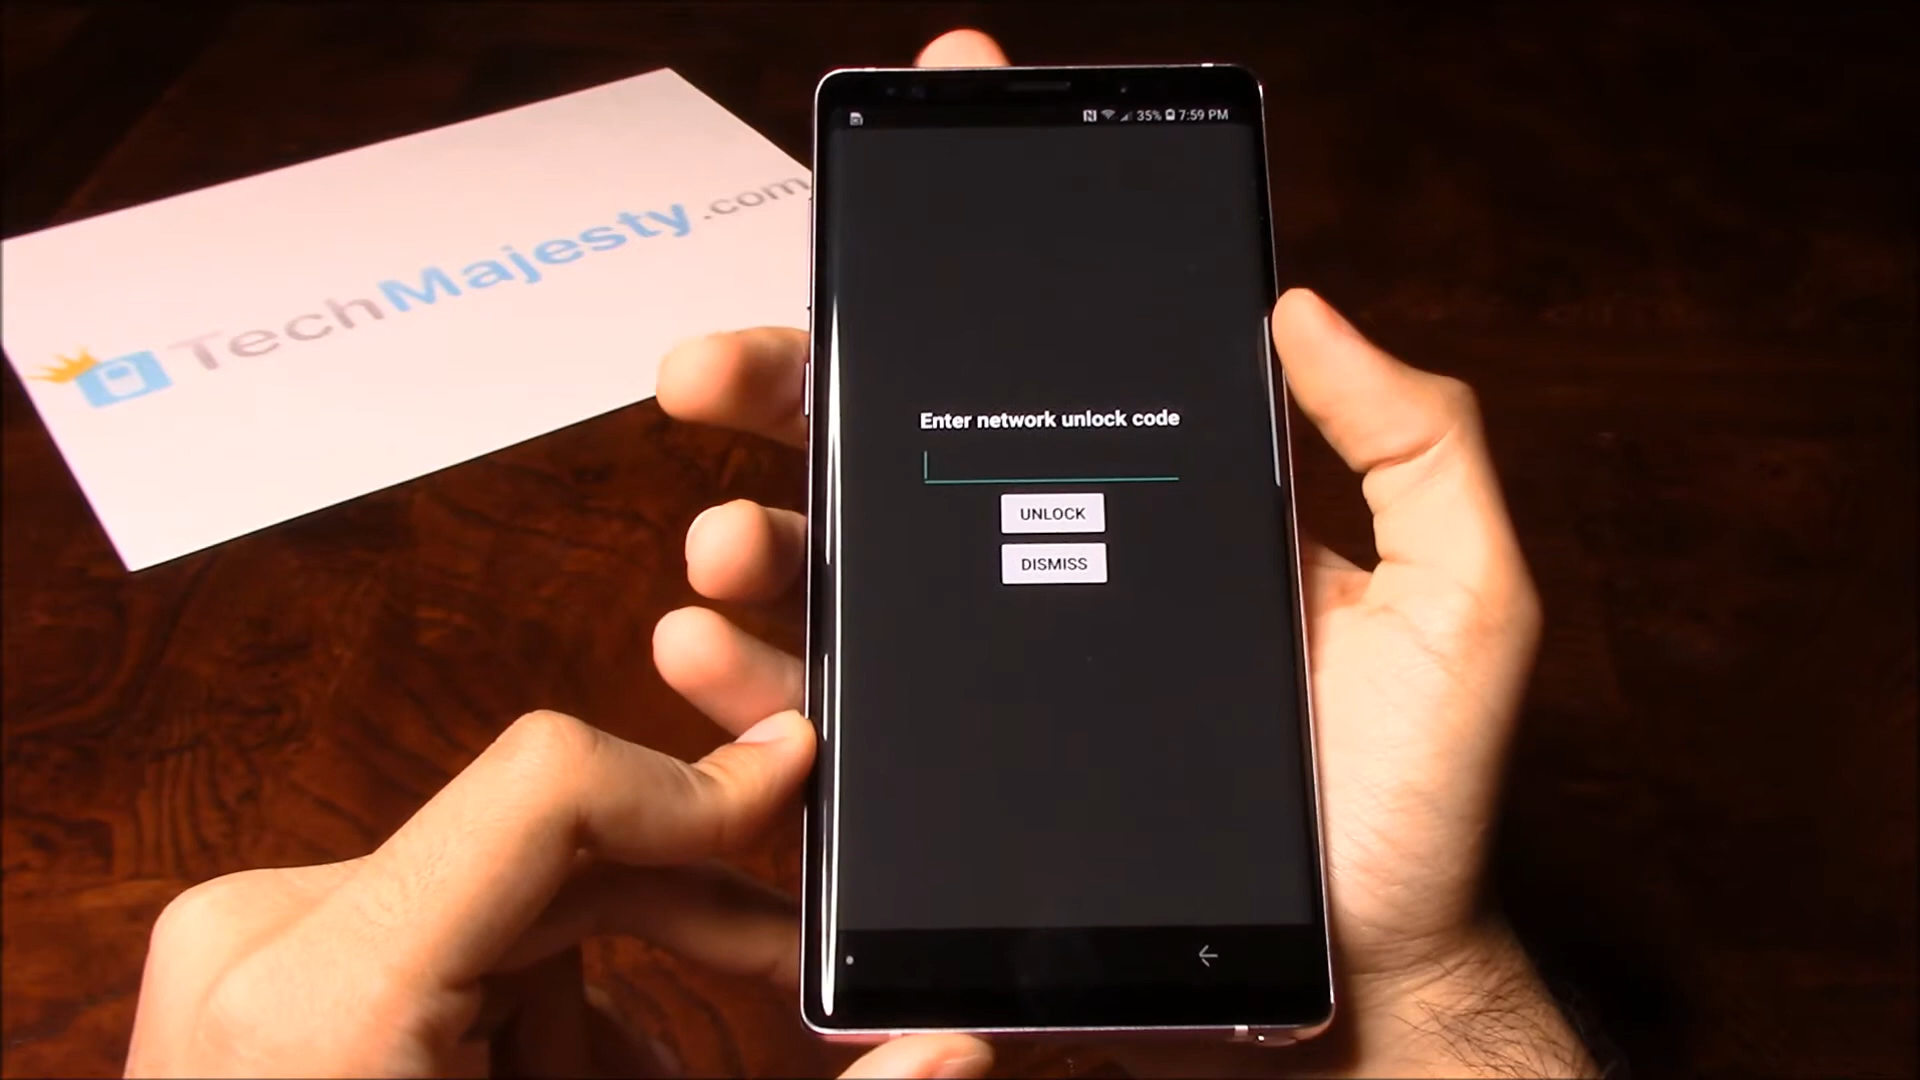 TechMajesty.com
35% 7:59 PM
Enter network unlock code
UNLOCK
DISMISS